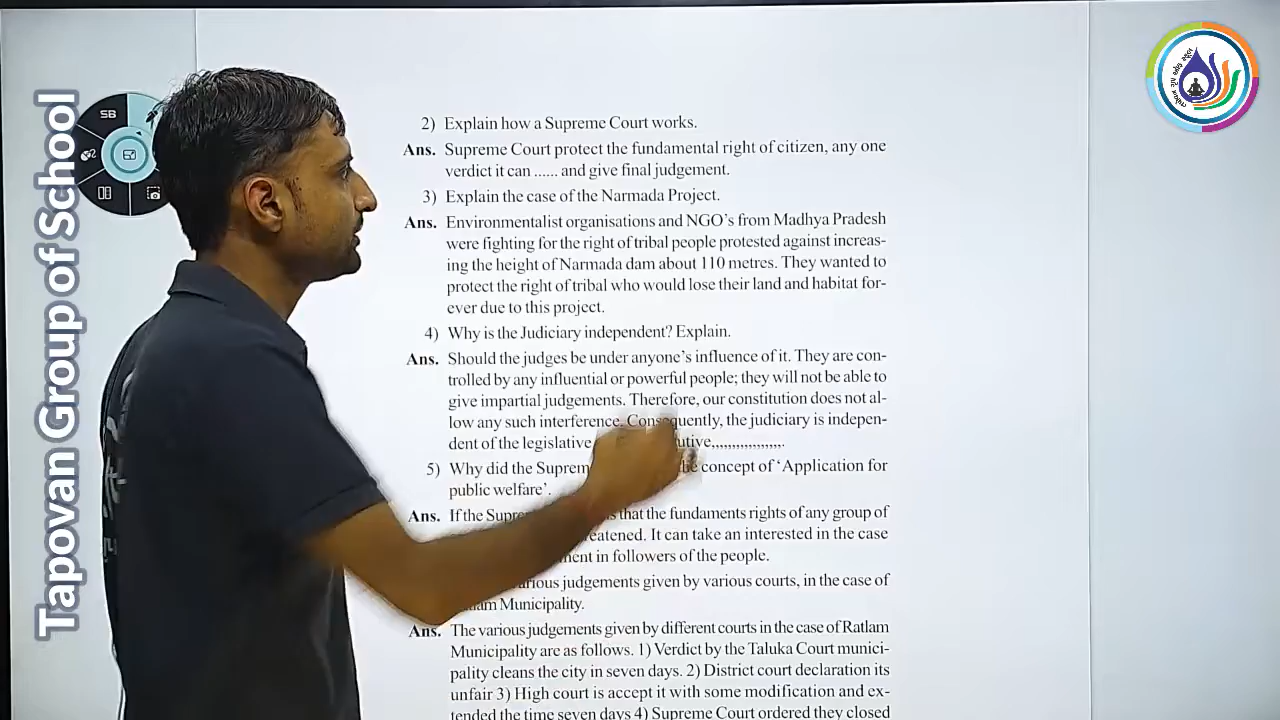 Tapovan Group of School
SB
2) Explain how a Supreme Court works.
Ans. Supreme Court protect the fundamental right of citizen, any one
verdict it can ...... and give final judgement.
3) Explain the case of the Narmada Project.
Ans. Environmentalist organisations and NGO's from Madhya Pradesh
were fighting for the right of tribal people protested against increas-
ing the height of Narmada dam about 110 metres. They wanted to
protect the right of tribal who would lose their land and habitat for-
ever due to this project.
4) Why is the Judiciary independent? Explain.
Ans. Should the judges be under anyone's influence of it. They are con-
trolled by any influential or powerful people; they will not be able to
give impartial judgements. Therefore, our constitution does not al-
low any such interference. Consequently, the judiciary is indepen-
dent of the legislative
5) Why did the concept of 'Application for
public welfare'.
Ans. If the that the fundaments rights of any group of
It can take an interested in the case
in followers of the people.
judgements given by various courts, in the case of
Municipality.
Ans. The various judgements given by different courts in the case of Ratlam
Municipality are as follows. 1) Verdict by the Taluka Court munici-
pality cleans the city in seven days. 2) District court declaration its
unfair 3) High court is accept it with some modification and ex-
tended the time seven days 4) Supreme Court ordered they closed